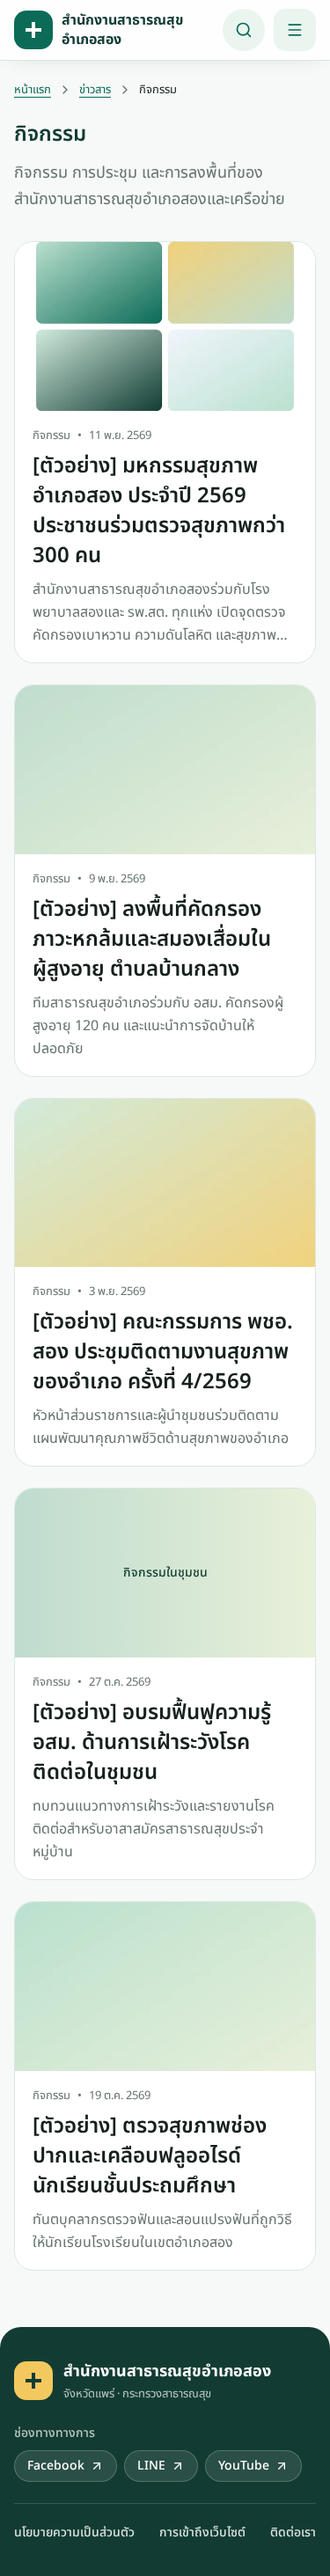 สำนักงานสาธารณสุข
อำเภอสอง
หน้าแรก > ข่าวสาร > กิจกรรม
กิจกรรม
กิจกรรม การประชุม และการลงพื้นที่ของ
สำนักงานสาธารณสุขอำเภอสองและเครือข่าย
กิจกรรม • 11 พ.ย. 2569
[ตัวอย่าง] มหกรรมสุขภาพ
อำเภอสอง ประจำปี 2569
ประชาชนร่วมตรวจสุขภาพกว่า
300 คน
สำนักงานสาธารณสุขอำเภอสองร่วมกับโรง
พยาบาลสองและ รพ.สต. ทุกแห่ง เปิดจุดตรวจ
คัดกรองเบาหวาน ความดันโลหิต และสุขภาพ...
กิจกรรม • 9 พ.ย. 2569
[ตัวอย่าง] ลงพื้นที่คัดกรอง
ภาวะหกล้มและสมองเสื่อมใน
ผู้สูงอายุ ตำบลบ้านกลาง
ทีมสาธารณสุขอำเภอร่วมกับ อสม. คัดกรองผู้
สูงอายุ 120 คน และแนะนำการจัดบ้านให้
ปลอดภัย
กิจกรรม • 3 พ.ย. 2569
[ตัวอย่าง] คณะกรรมการ พชอ.
สอง ประชุมติดตามงานสุขภาพ
ของอำเภอ ครั้งที่ 4/2569
หัวหน้าส่วนราชการและผู้นำชุมชนร่วมติดตาม
แผนพัฒนาคุณภาพชีวิตด้านสุขภาพของอำเภอ
กิจกรรมในชุมชน
กิจกรรม • 27 ต.ค. 2569
[ตัวอย่าง] อบรมฟื้นฟูความรู้
อสม. ด้านการเฝ้าระวังโรค
ติดต่อในชุมชน
ทบทวนแนวทางการเฝ้าระวังและรายงานโรค
ติดต่อสำหรับอาสาสมัครสาธารณสุขประจำ
หมู่บ้าน
กิจกรรม • 19 ต.ค. 2569
[ตัวอย่าง] ตรวจสุขภาพช่อง
ปากและเคลือบฟลูออไรด์
นักเรียนชั้นประถมศึกษา
ทันตบุคลากรตรวจฟันและสอนแปรงฟันที่ถูกวิธี
ให้นักเรียนโรงเรียนในเขตอำเภอสอง
สำนักงานสาธารณสุขอำเภอสอง
จังหวัดแพร่ · กระทรวงสาธารณสุข
ช่องทางทางการ
Facebook LINE YouTube
นโยบายความเป็นส่วนตัว การเข้าถึงเว็บไซต์ ติดต่อเรา